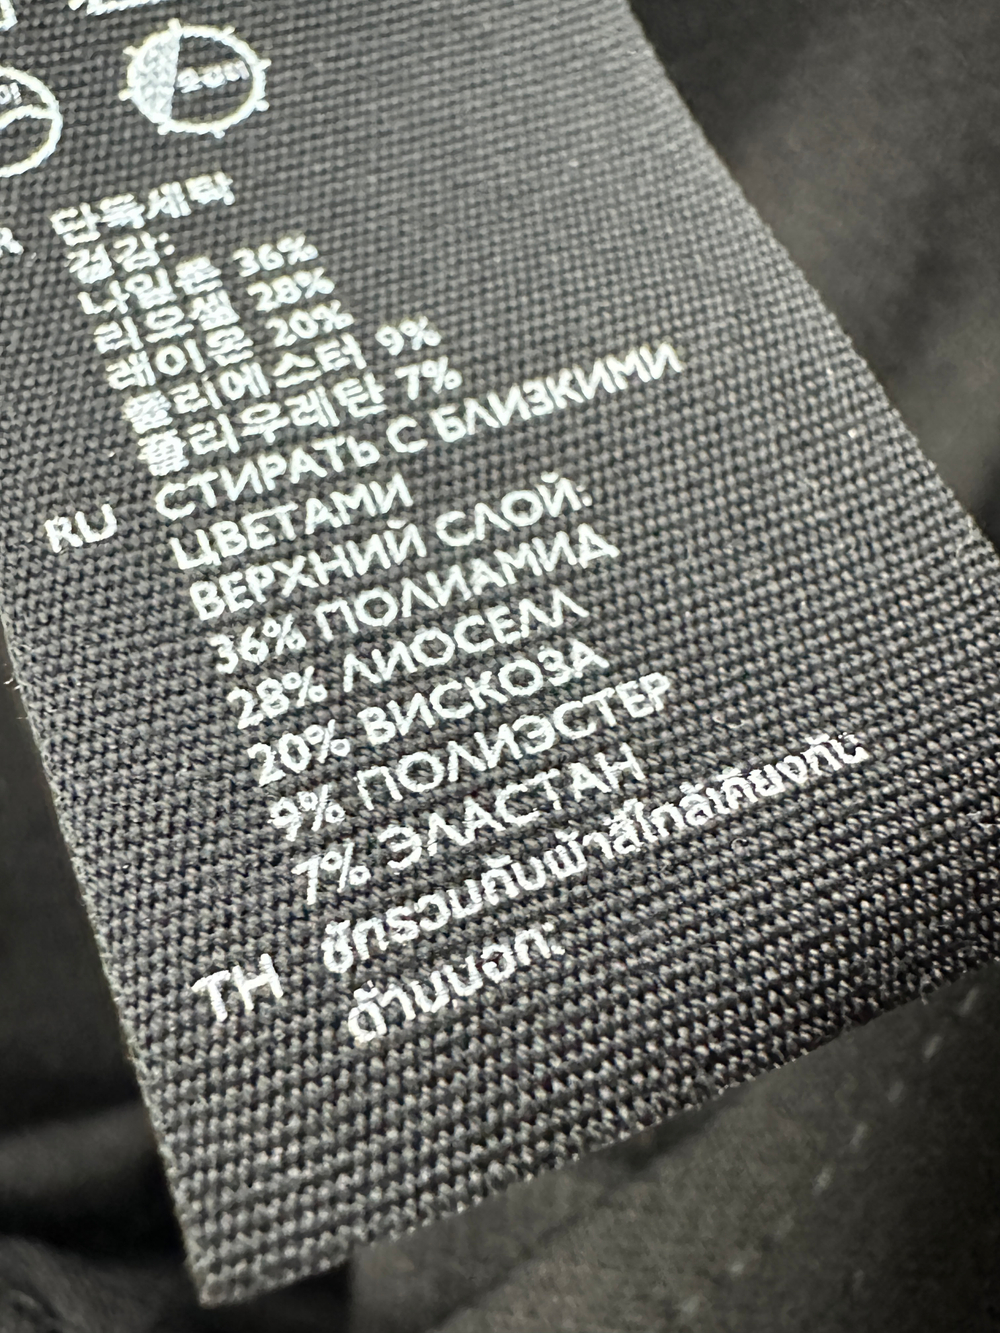 단독세탁
겉감:
나일론 36%
리오셀 28%
레이온 20%
폴리에스터 9%
폴리우레탄 7%
RU СТИРАТЬ С БЛИЗКИМИ
ЦВЕТАМИ
ВЕРХНИЙ СЛОЙ:
36% ПОЛИАМИД
28% ЛИОСЕЛЛ
20% ВИСКОЗА
9% ПОЛИЭСТЕР
7% ЭЛАСТАН
TH ซักรวมกับผ้าสีใกล้เคียงกัน
ด้านนอก: